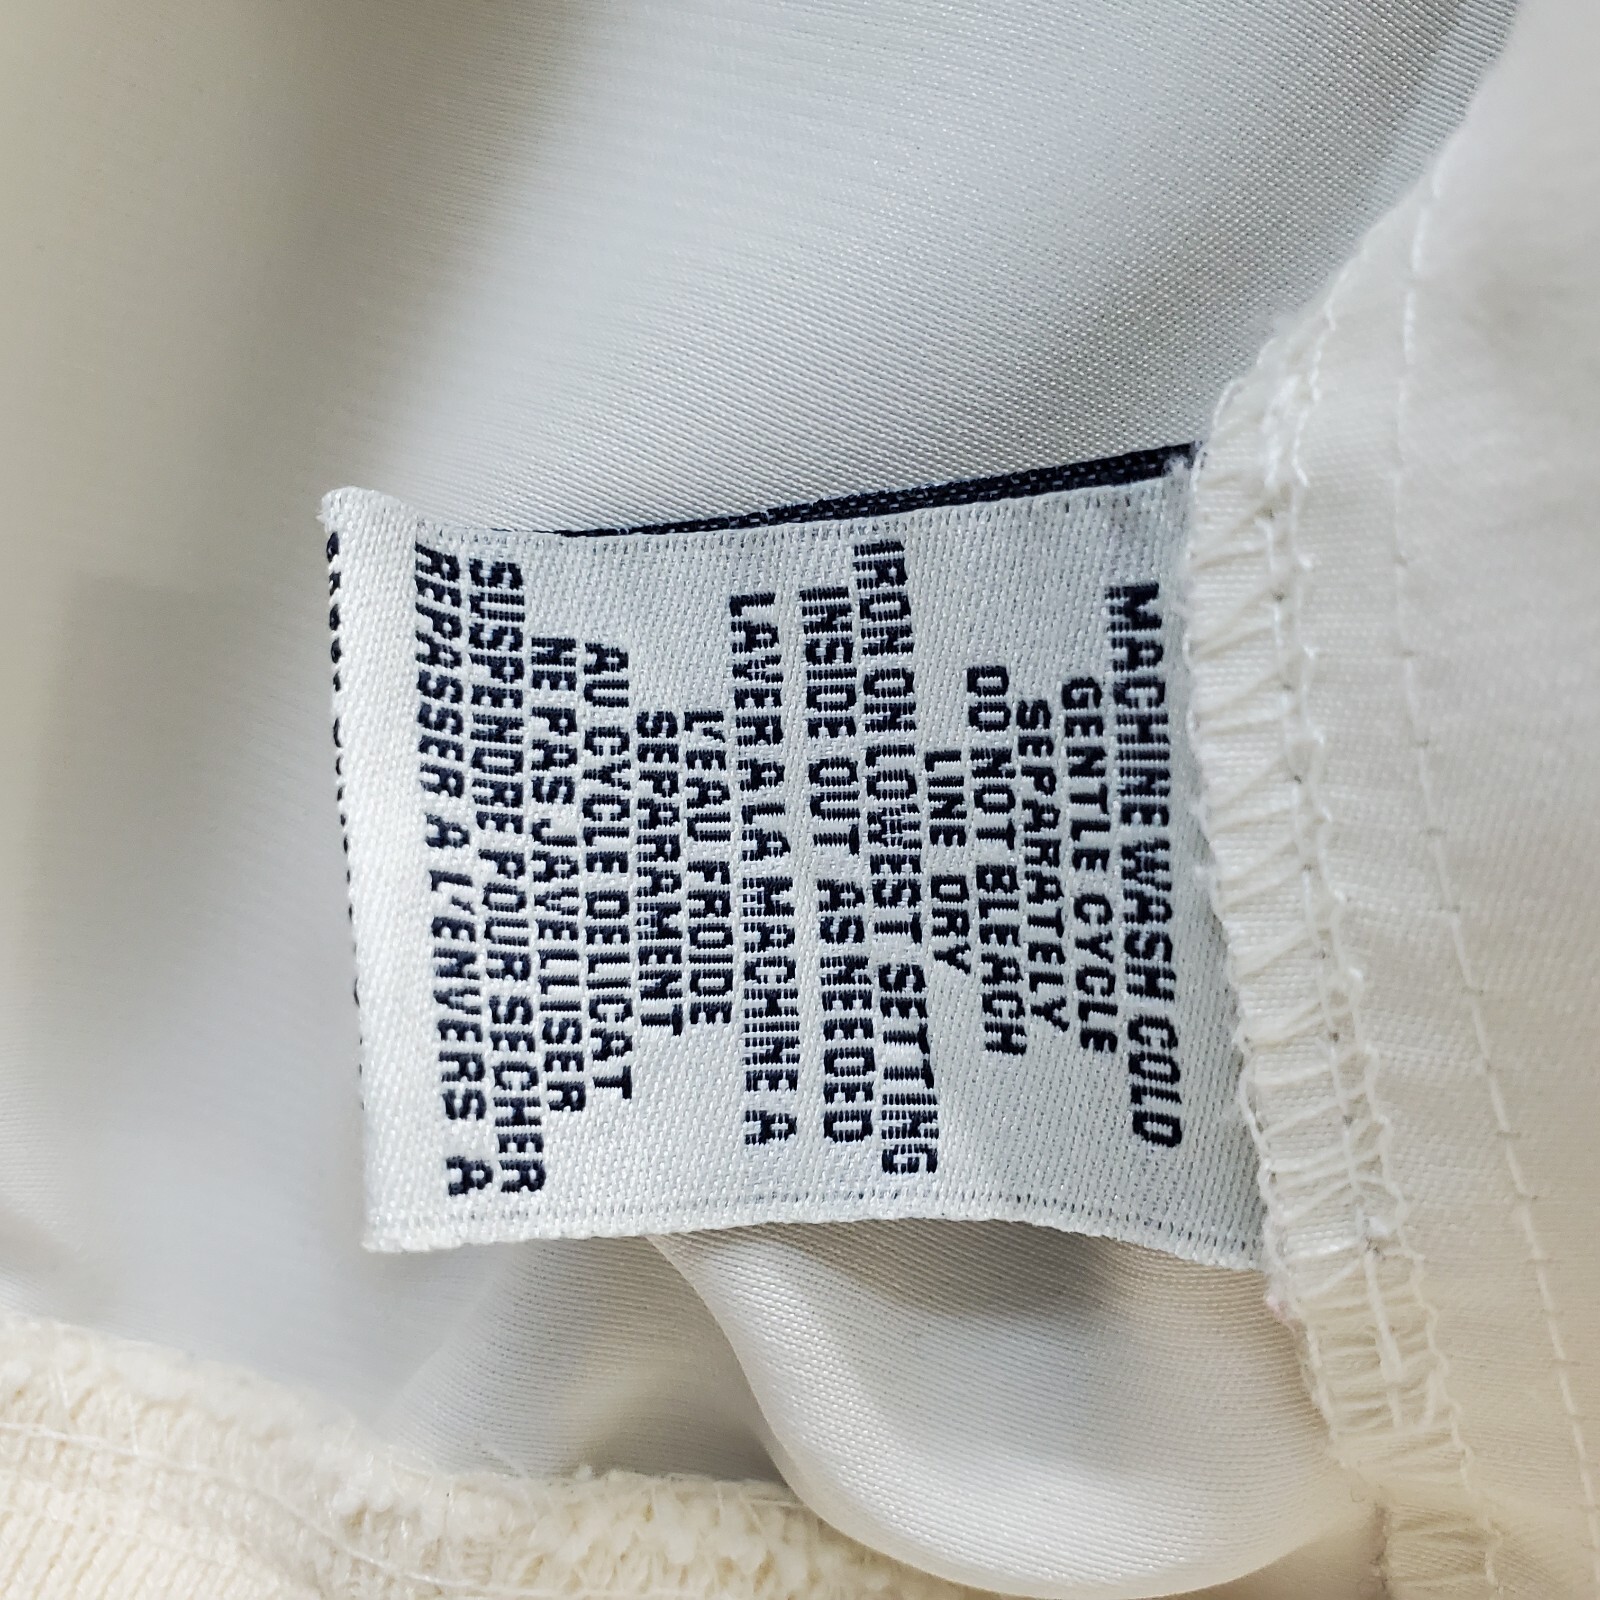 MACHINE WASH COLD
GENTLE CYCLE
SEPARATELY
DO NOT BLEACH
LINE DRY
IRON ON LOWEST SETTING
INSIDE OUT AS NEEDED
LAVER A LA MACHINE A
L'EAU FROIDE
SEPARAMENT
AU CYCLE DELICAT
NE PAS JAVELLISER
SUSPENDRE POUR SECHER
REPASSER A L'ENVERS A